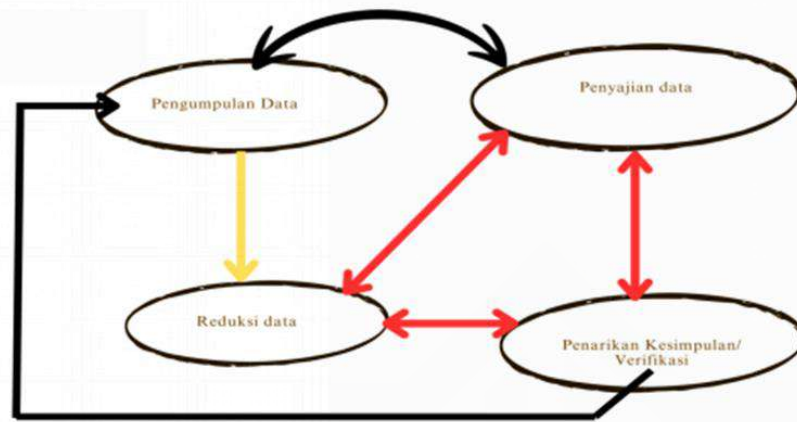 Pengumpulan Data
Penyajian data
Reduksi data
Penarikan Kesimpulan/
Verifikasi